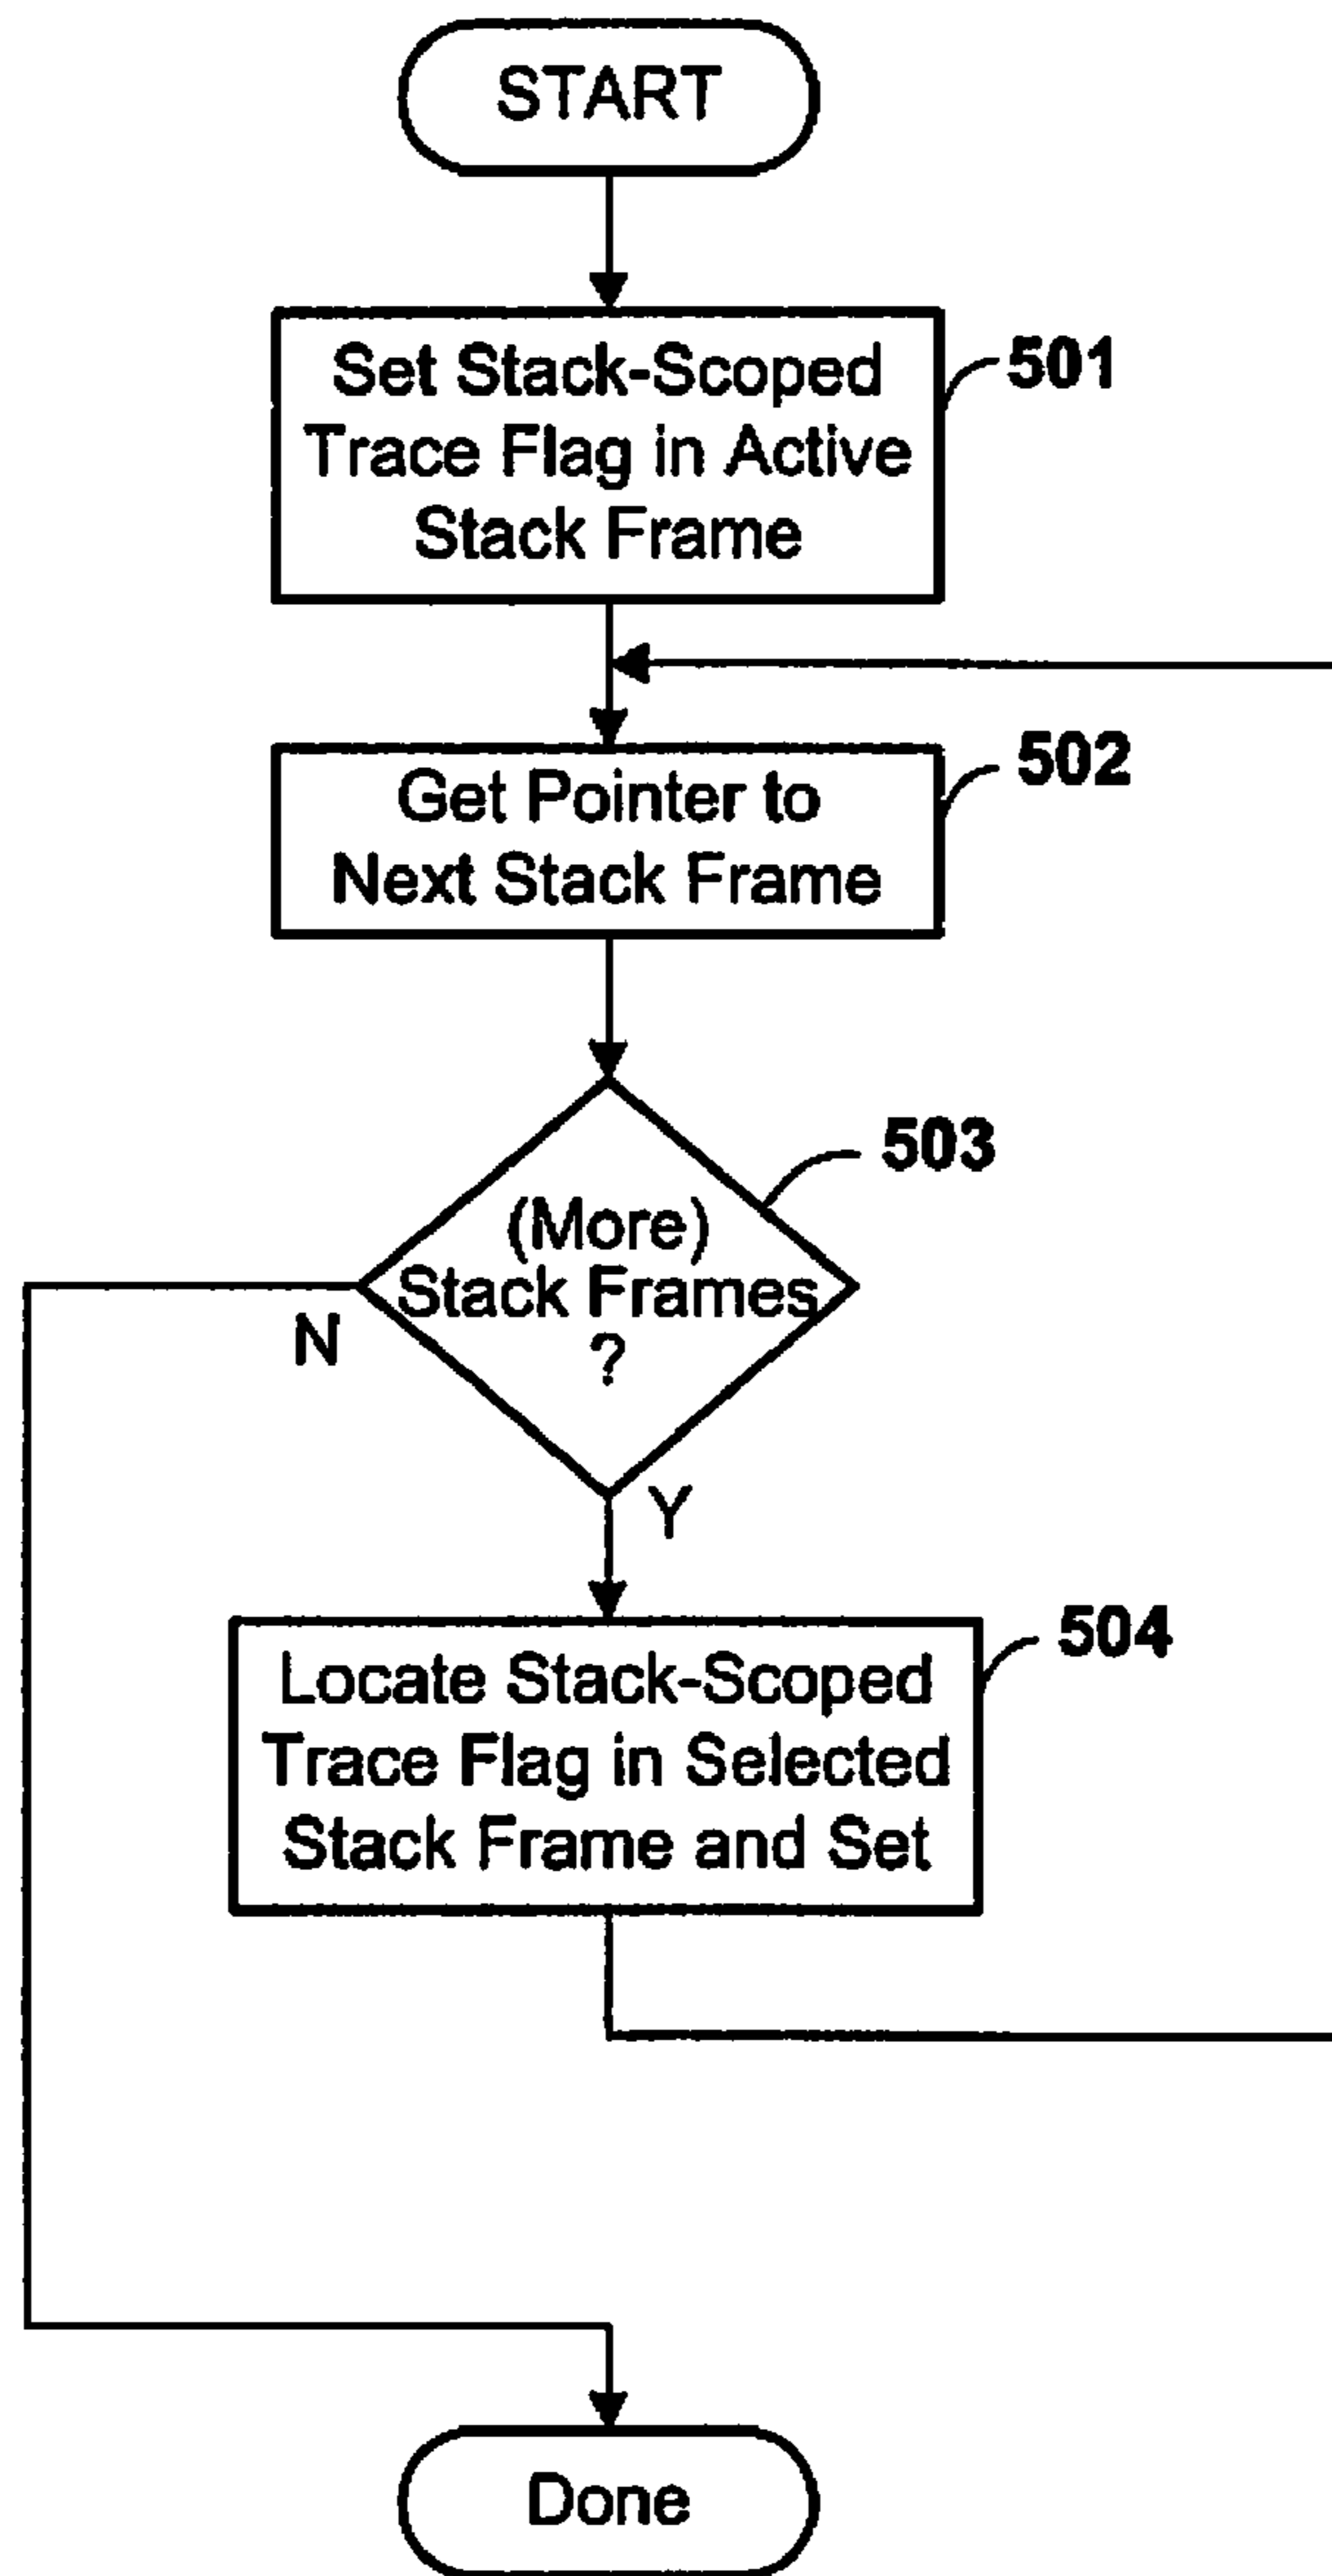 START
Set Stack-Scoped
Trace Flag in Active
Stack Frame
501
Get Pointer to
Next Stack Frame
502
(More)
Stack Frames
?
503
N
Y
Locate Stack-Scoped
Trace Flag in Selected
Stack Frame and Set
504
Done